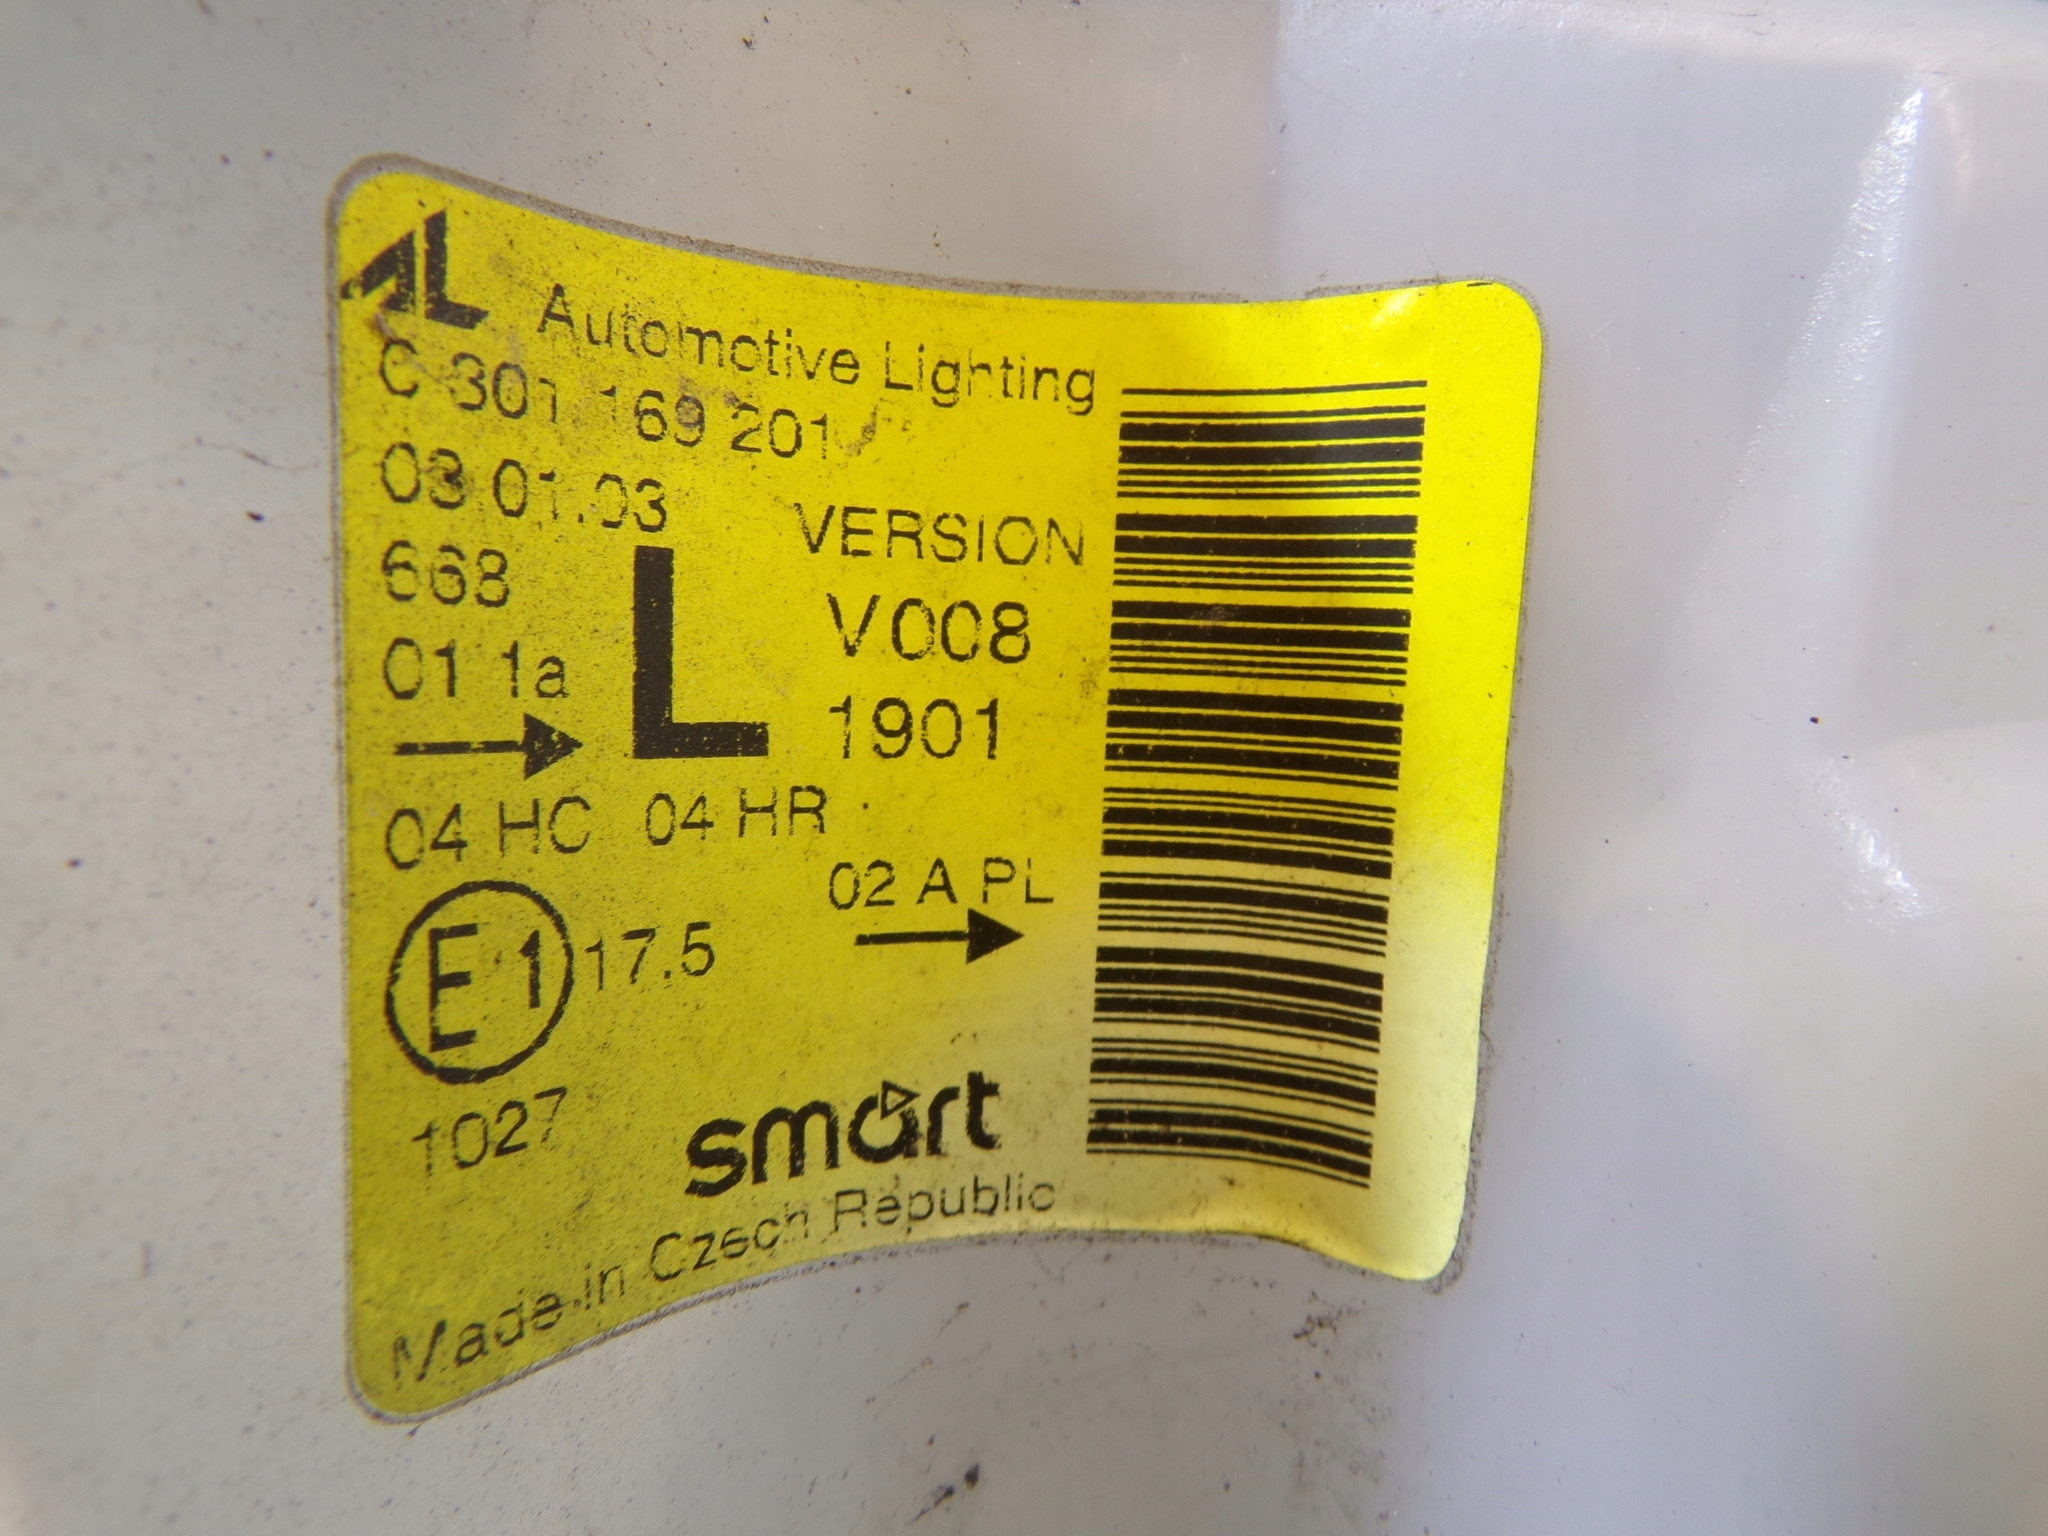 AL Automotive Lighting
C 301 169 201
03 01.03
VERSION
668
L
V008
01 1a
1901
04 HC 04 HR
02 A PL
E 1 17.5
1027
smart
Made in Czech Republic